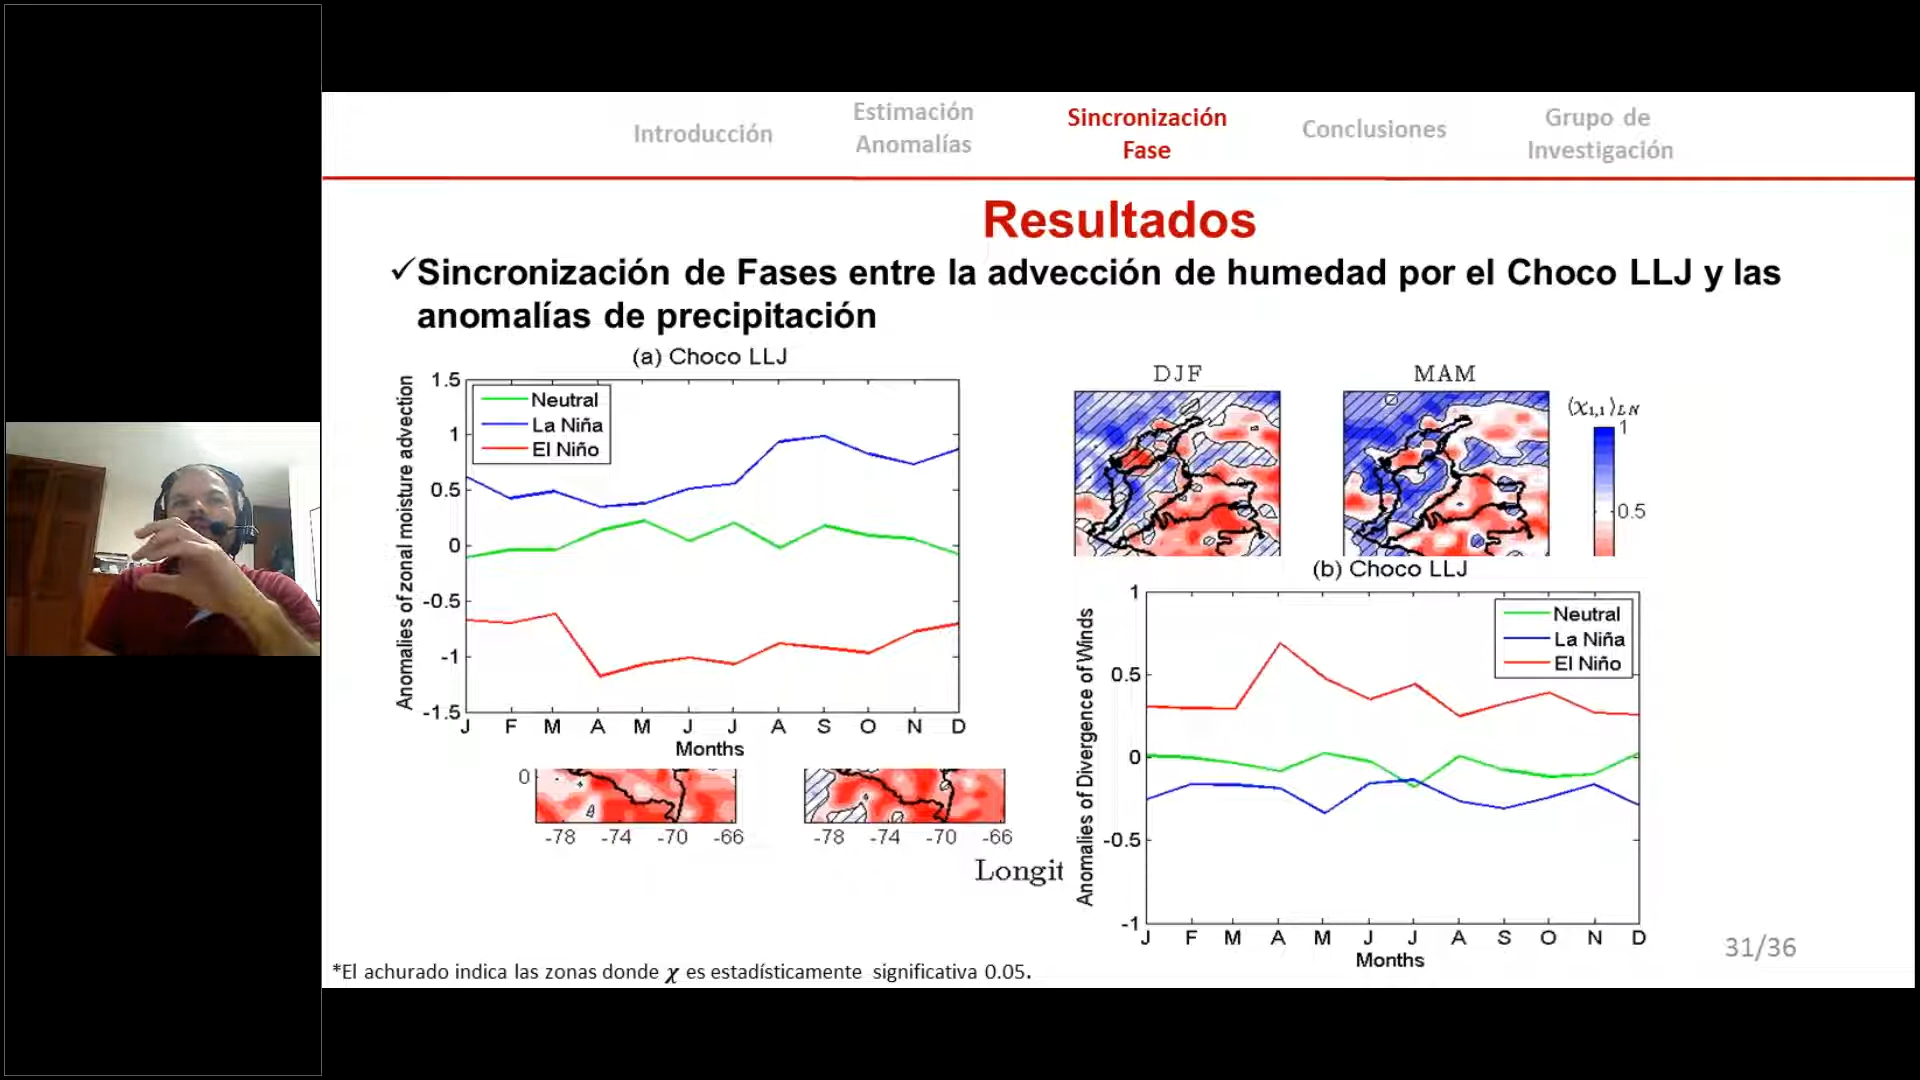 Introducción
Estimación
Anomalías
Sincronización
Fase
Conclusiones
Grupo de
Investigación
Resultados
✓Sincronización de Fases entre la advección de humedad por el Choco LLJ y las
anomalías de precipitación
(a) Choco LLJ
Anomalies of zonal moisture advection
1.5
1
0.5
0
-0.5
-1
-1.5
Neutral
La Niña
El Niño
J F M A M J J A S O N D
Months
DJF
MAM
⟨χ1,1⟩LN
1
0.5
(b) Choco LLJ
Anomalies of Divergence of Winds
1
0.5
0
-0.5
-1
Neutral
La Niña
El Niño
J F M A M J J A S O N D
Months
0
-78 -74 -70 -66
-78 -74 -70 -66
Longit
31/36
*El achurado indica las zonas donde χ es estadísticamente significativa 0.05.